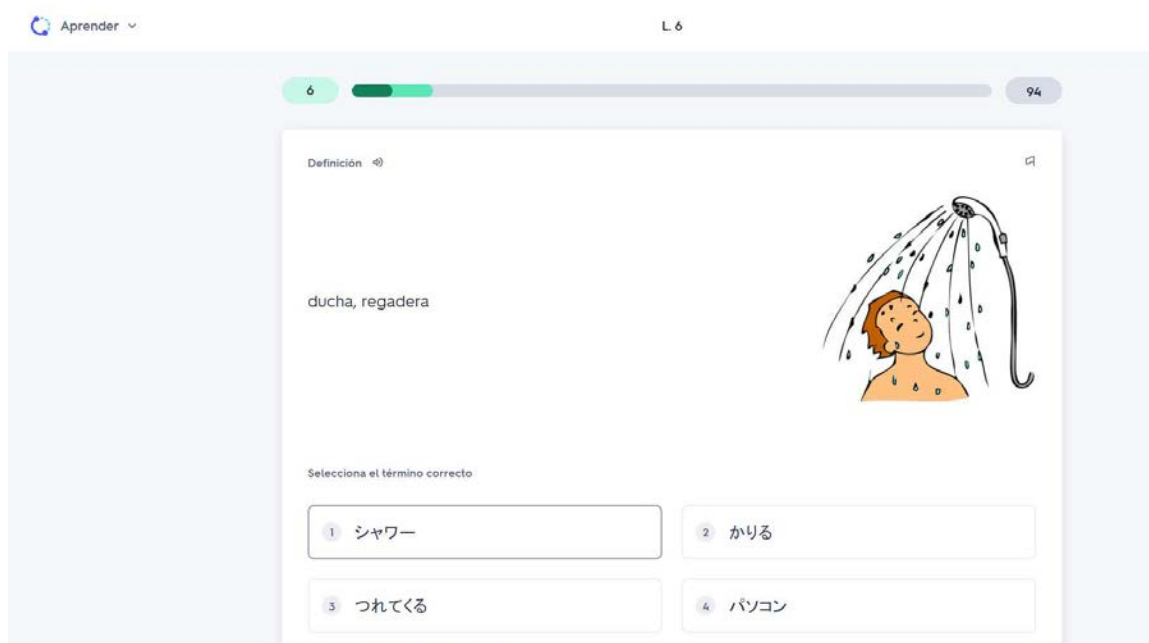 Aprender
L. 6
6
94
Definición
ducha, regadera
Selecciona el término correcto
1 シャワー
2 かりる
3 つれてくる
4 パソコン